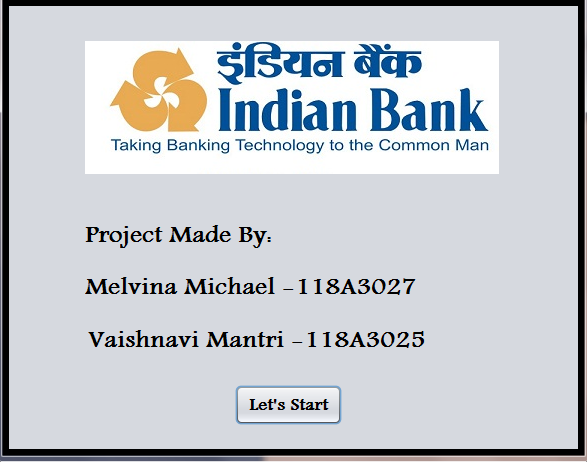 इंडियन बैंक
Indian Bank
Taking Banking Technology to the Common Man
Project Made By:
Melvina Michael -118A3027
Vaishnavi Mantri -118A3025
Let's Start